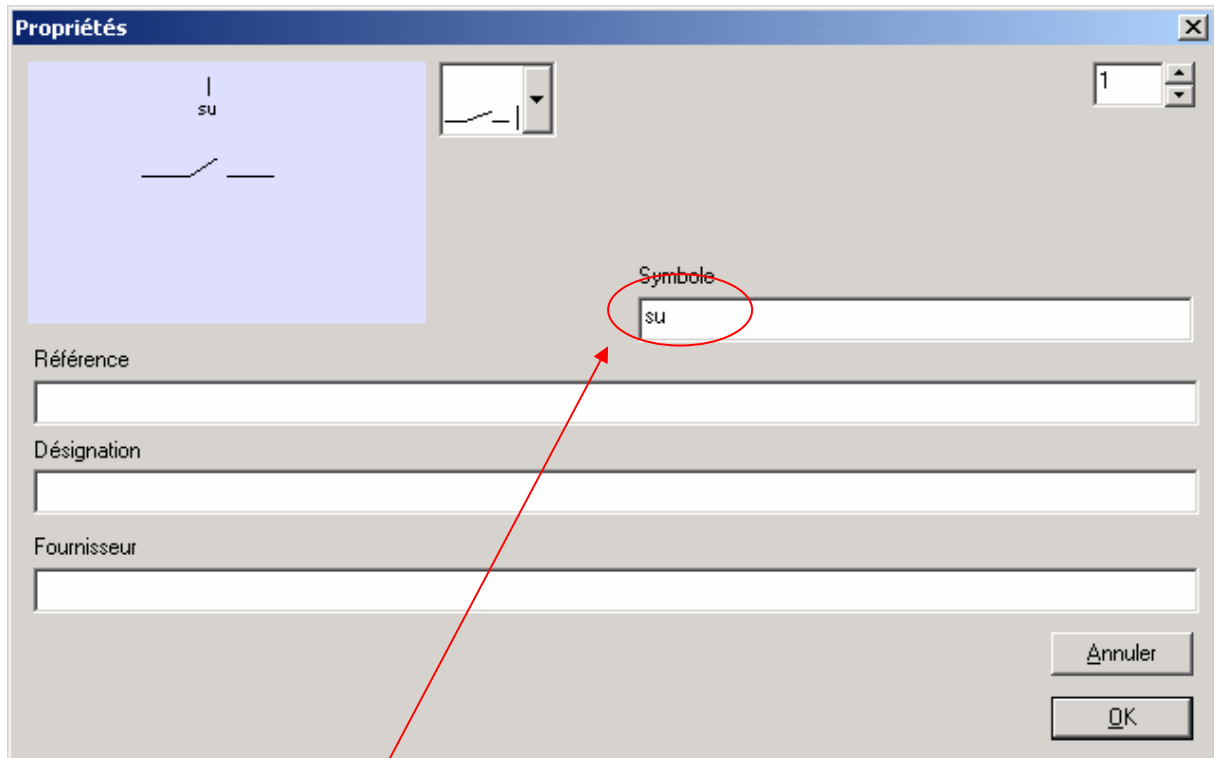 Propriétés
su
1
Symbole
su
Référence
Désignation
Fournisseur
Annuler
OK